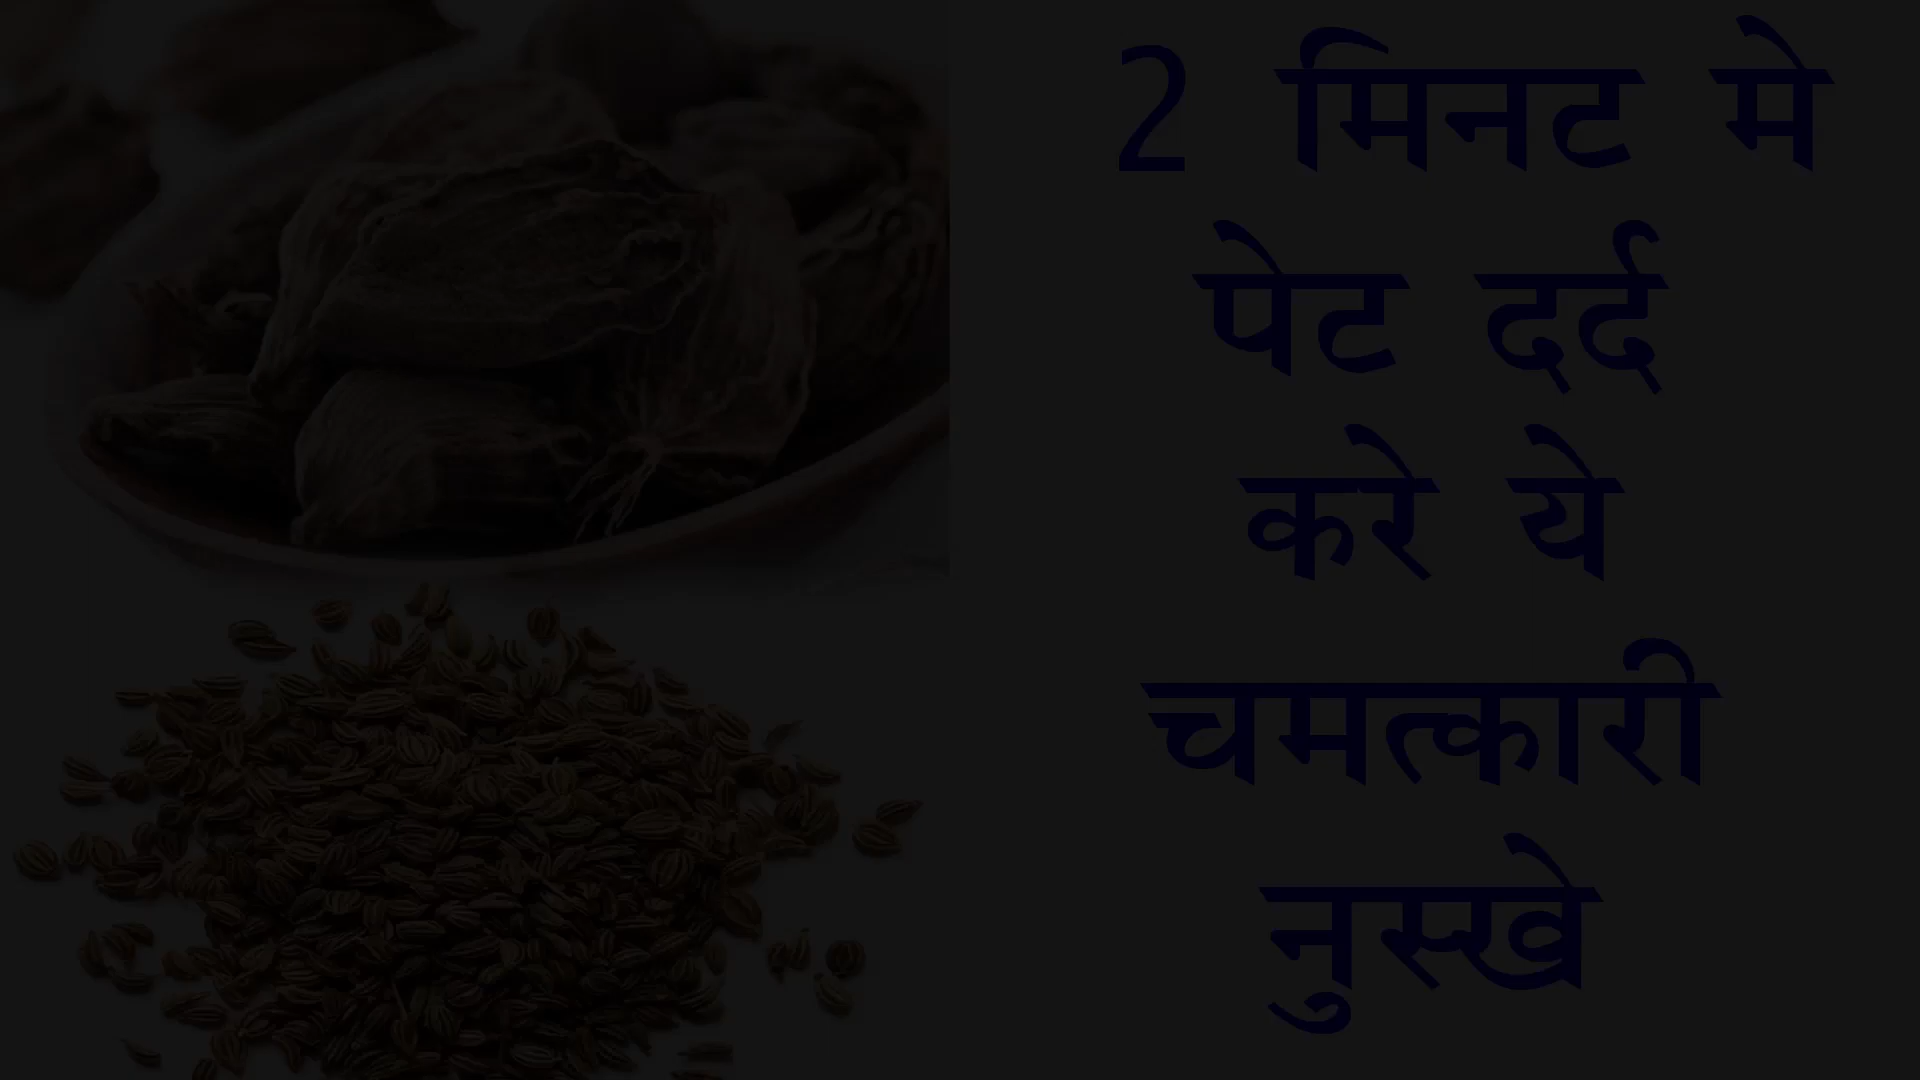 2 मिनट मे
पेट दर्द
करे ये
चमत्कारी
नुस्खे